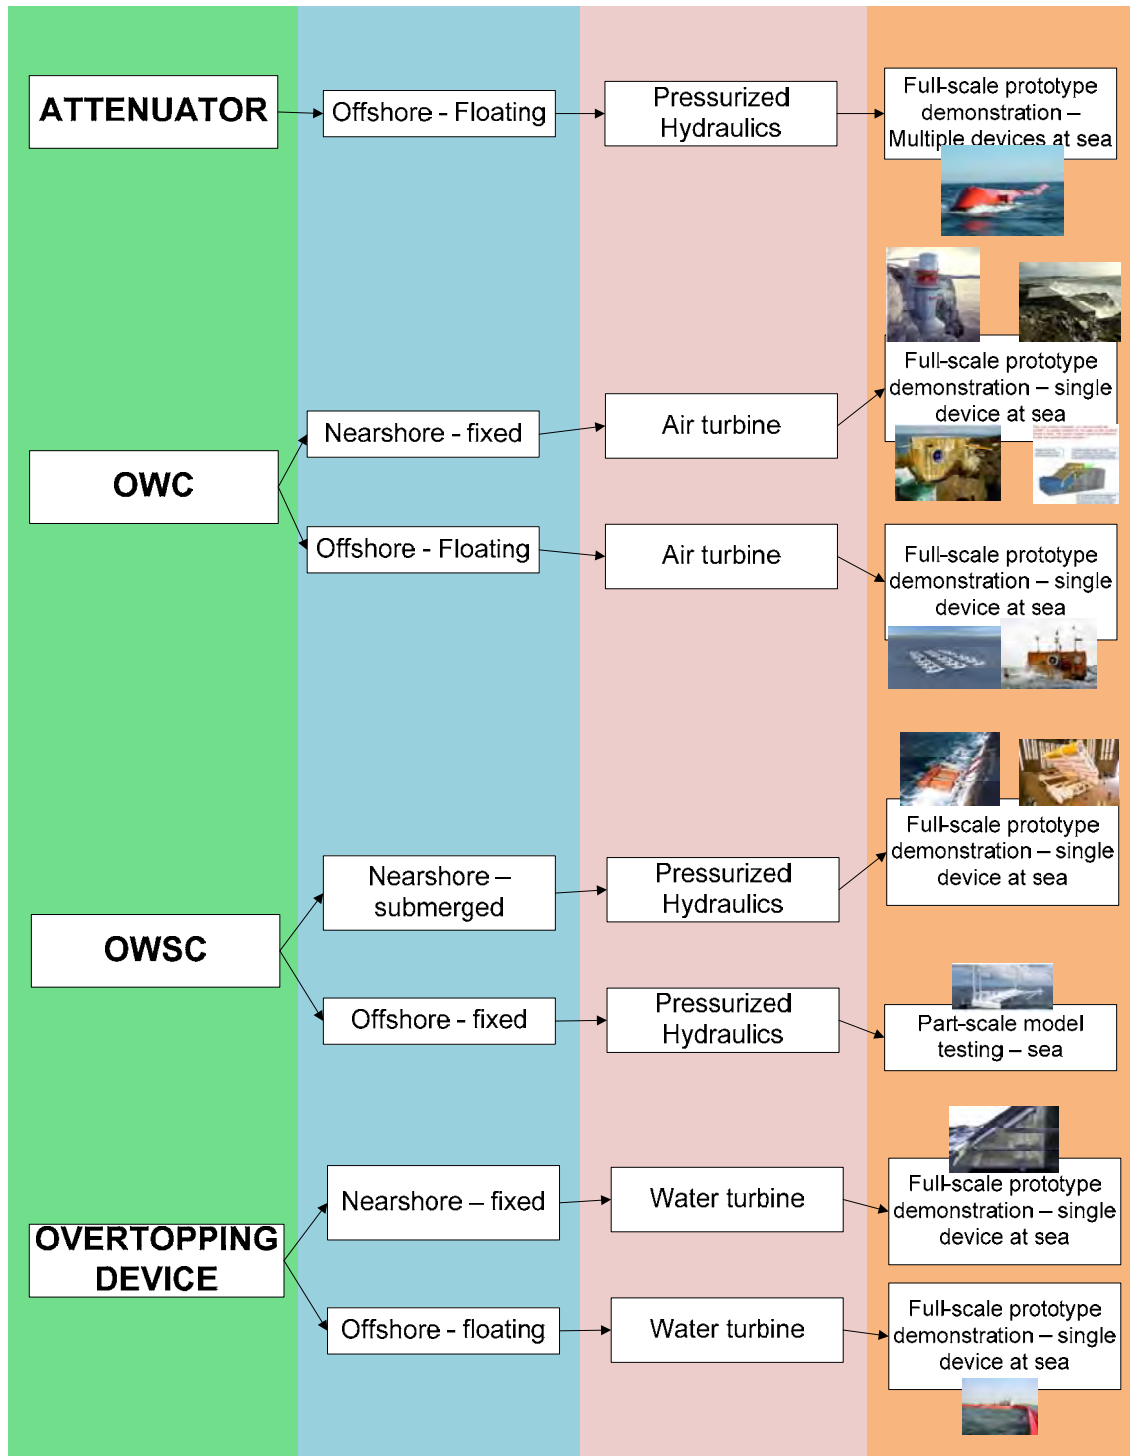 ATTENUATOR
Offshore - Floating
Pressurized
Hydraulics
Full-scale prototype
demonstration –
Multiple devices at sea
OWC
Nearshore - fixed
Air turbine
Full-scale prototype
demonstration – single
device at sea
Offshore - Floating
Air turbine
Full-scale prototype
demonstration – single
device at sea
OWSC
Nearshore –
submerged
Pressurized
Hydraulics
Full-scale prototype
demonstration – single
device at sea
Offshore - fixed
Pressurized
Hydraulics
Part-scale model
testing – sea
OVERTOPPING
DEVICE
Nearshore – fixed
Water turbine
Full-scale prototype
demonstration – single
device at sea
Offshore - floating
Water turbine
Full-scale prototype
demonstration – single
device at sea